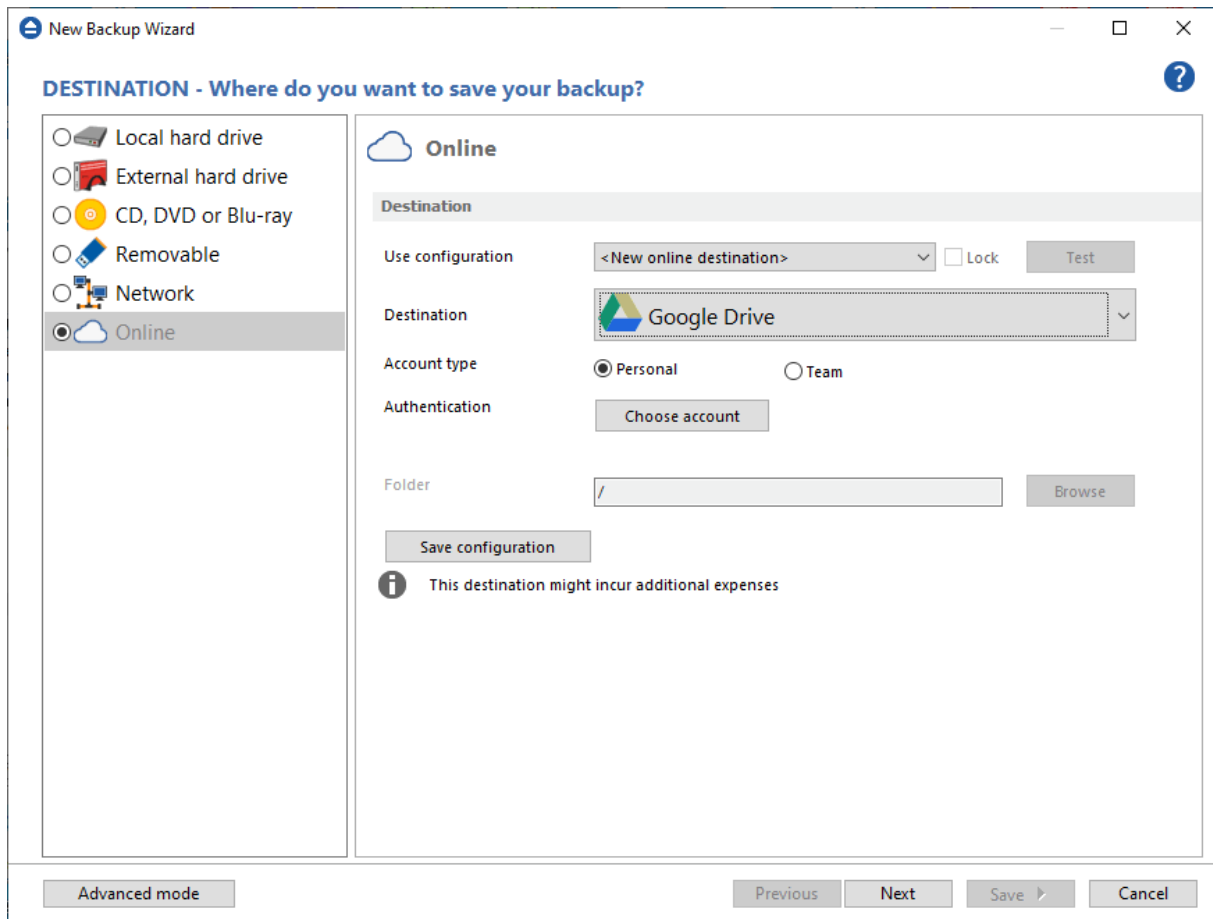 New Backup Wizard
DESTINATION - Where do you want to save your backup?
?
Local hard drive
External hard drive
CD, DVD or Blu-ray
Removable
Network
Online
Online
Destination
Use configuration <New online destination> Lock Test
Destination Google Drive
Account type Personal Team
Authentication Choose account
Folder / Browse
Save configuration
i This destination might incur additional expenses
Advanced mode Previous Next Save Cancel